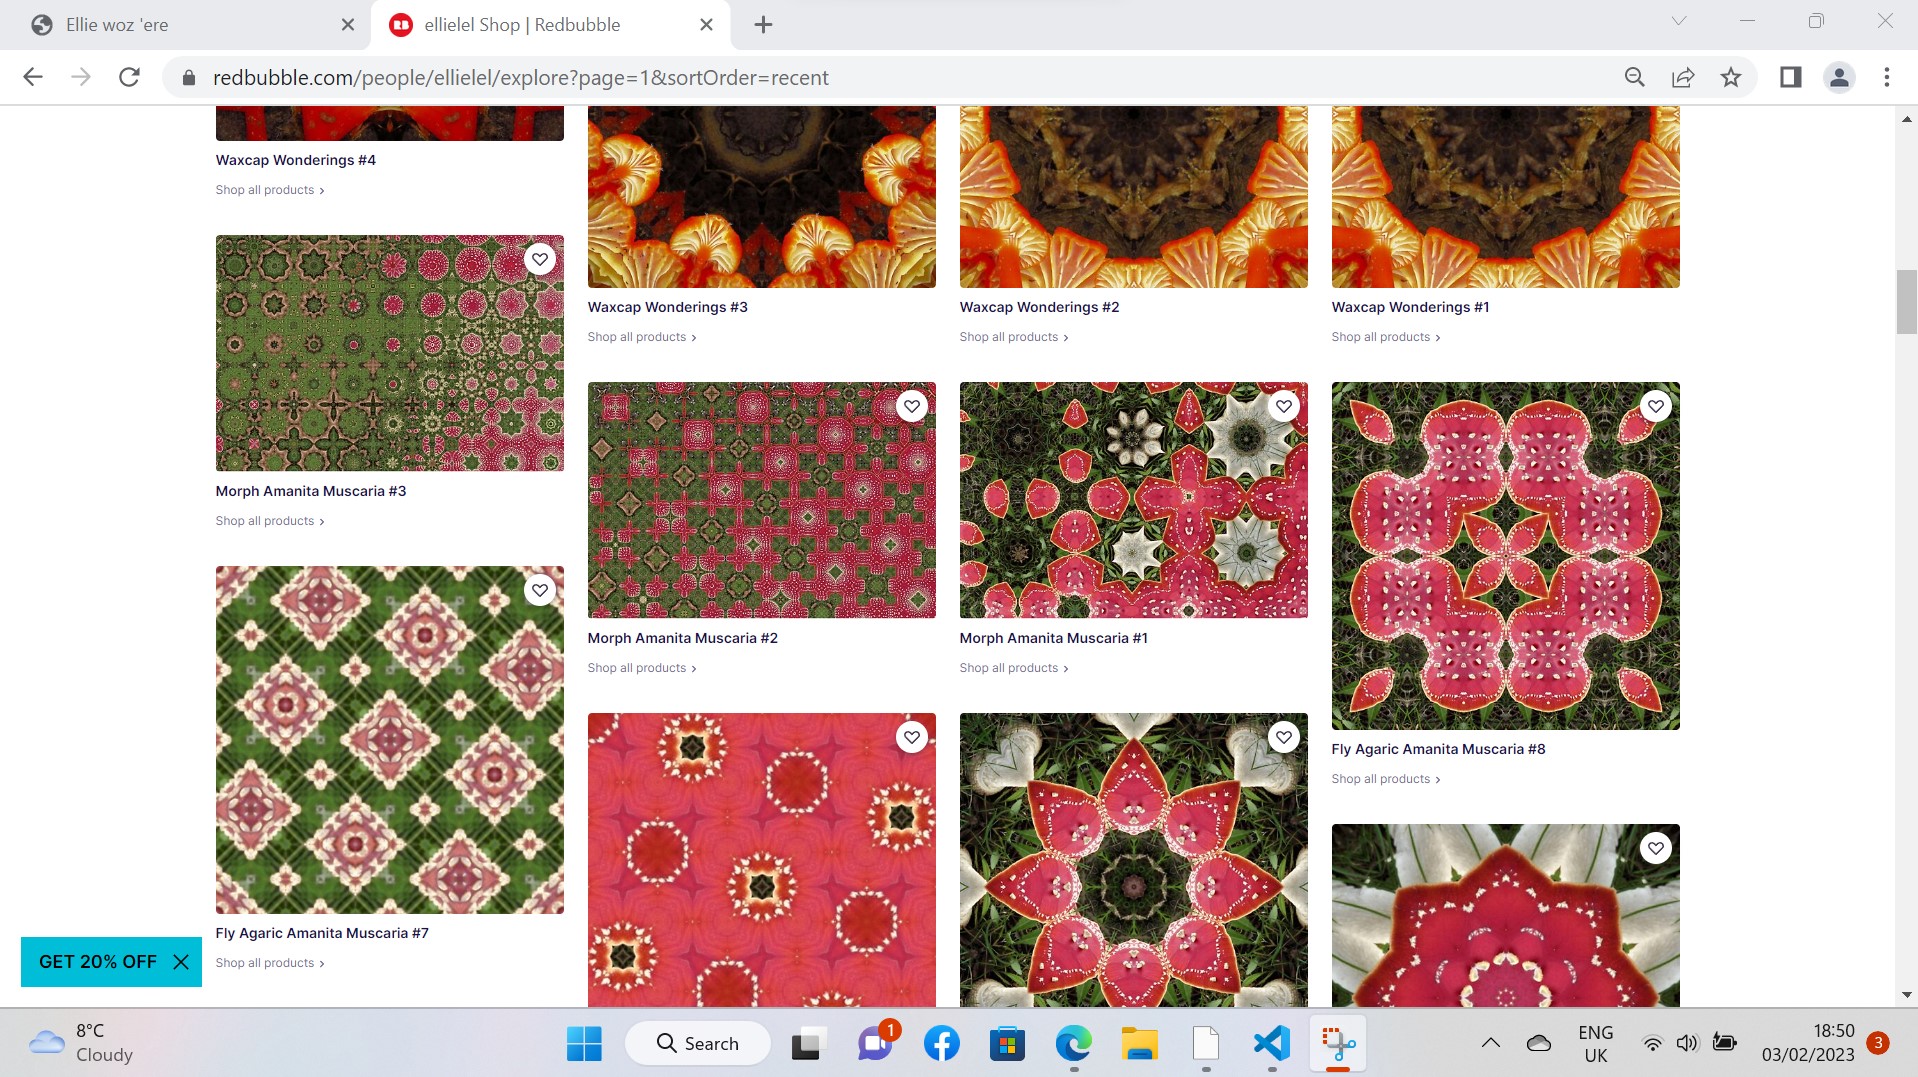 Ellie woz 'ere
ellielel Shop | Redbubble
redbubble.com/people/ellielel/explore?page=1&sortOrder=recent
Waxcap Wonderings #4
Shop all products
Waxcap Wonderings #3
Shop all products
Waxcap Wonderings #2
Shop all products
Waxcap Wonderings #1
Shop all products
Morph Amanita Muscaria #3
Shop all products
Morph Amanita Muscaria #2
Shop all products
Morph Amanita Muscaria #1
Shop all products
Fly Agaric Amanita Muscaria #8
Shop all products
Fly Agaric Amanita Muscaria #7
Shop all products
GET 20% OFF
8°C
Cloudy
Search
1
ENG
UK
18:50
03/02/2023
3